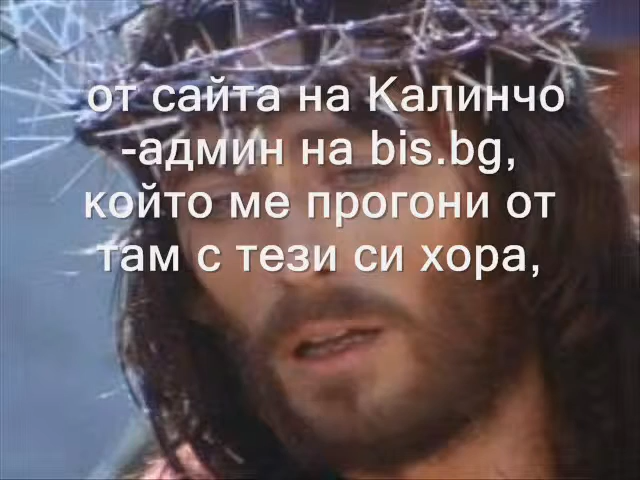 от сайта на Калинчо
-админ на bis.bg,
който ме прогони от
там с тези си хора,